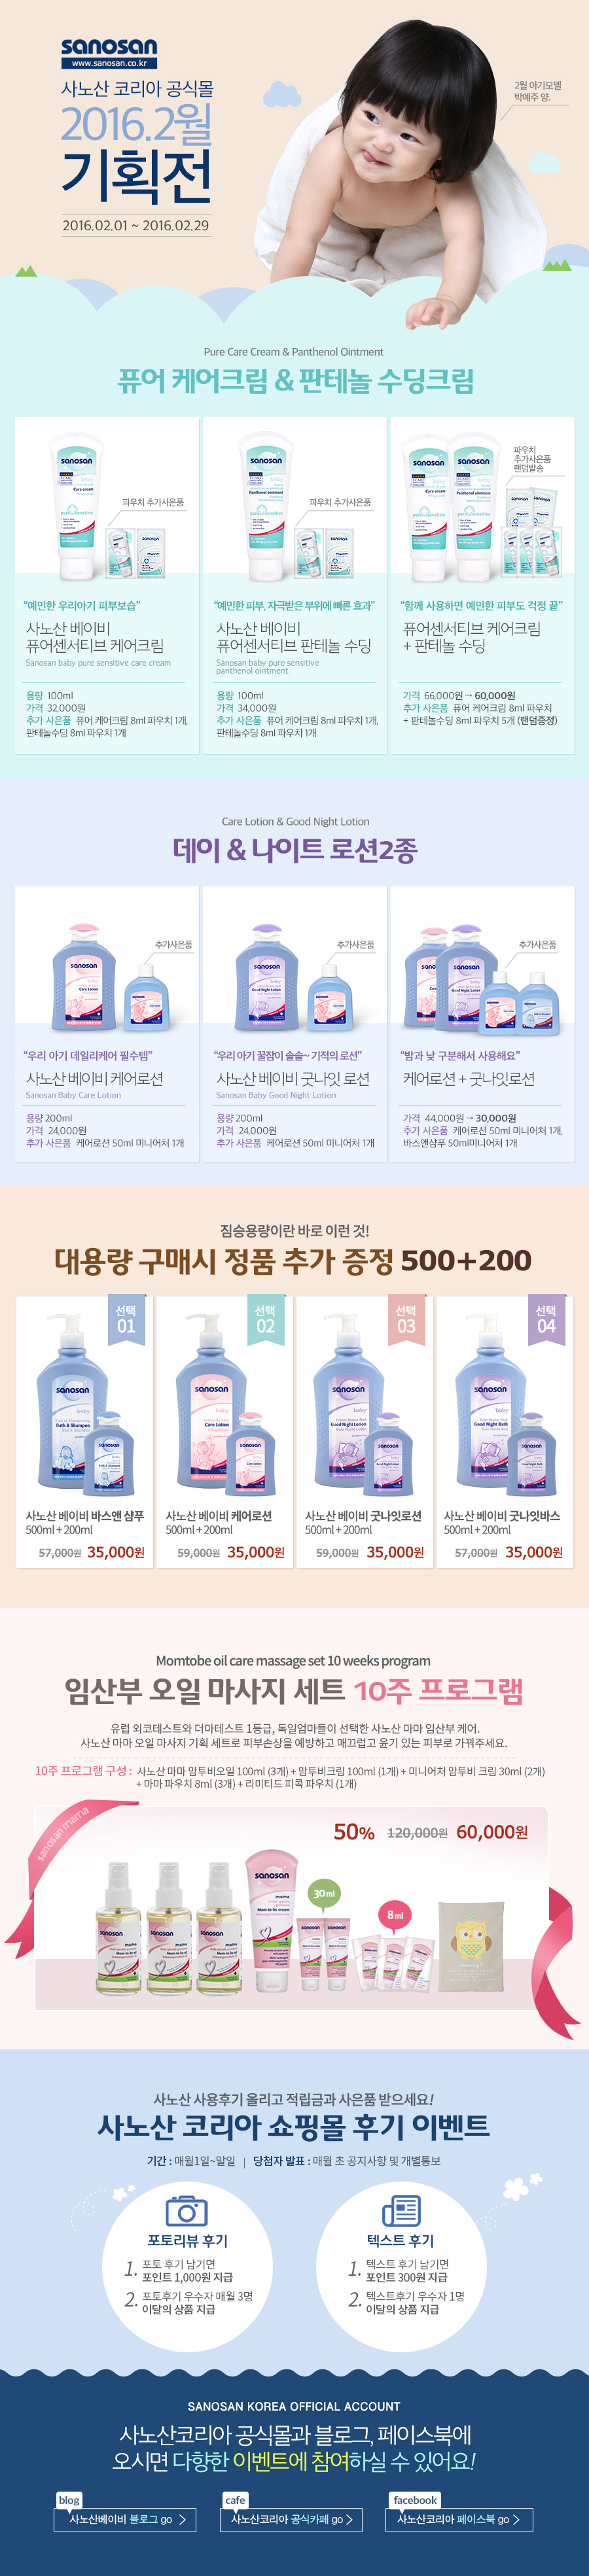 sanosan
www.sanosan.co.kr
사노산 코리아 공식몰
2016.2월
기획전
2016.02.01 ~ 2016.02.29
2월 아기모델
박예주 양.
Pure Care Cream & Panthenol Ointment
퓨어 케어크림 & 판테놀 수딩크림
파우치 추가사은품
파우치 추가사은품
파우치
추가사은품
랜덤발송
“예민한 우리아기 피부보습”
사노산 베이비
퓨어센서티브 케어크림
Sanosan baby pure sensitive care cream
용량 100ml
가격 32,000원
추가 사은품 퓨어 케어크림 8ml 파우치 1개,
판테놀수딩 8ml 파우치 1개
“예민한 피부, 자극받은 부위에 빠른 효과”
사노산 베이비
퓨어센서티브 판테놀 수딩
Sanosan baby pure sensitive
panthenol ointment
용량 100ml
가격 34,000원
추가 사은품 퓨어 케어크림 8ml 파우치 1개,
판테놀수딩 8ml 파우치 1개
“함께 사용하면 예민한 피부도 걱정 끝”
퓨어센서티브 케어크림
+ 판테놀 수딩
가격 66,000원 → 60,000원
추가 사은품 퓨어 케어크림 8ml 파우치
+ 판테놀수딩 8ml 파우치 5개 (랜덤증정)
Care Lotion & Good Night Lotion
데이 & 나이트 로션2종
추가사은품
추가사은품
추가사은품
“우리 아기 데일리케어 필수템”
사노산 베이비 케어로션
Sanosan Baby Care Lotion
용량 200ml
가격 24,000원
추가 사은품 케어로션 50ml 미니어처 1개
“우리 아기 꿀잠이 솔솔~ 기적의 로션”
사노산 베이비 굿나잇 로션
Sanosan Baby Good Night Lotion
용량 200ml
가격 24,000원
추가 사은품 케어로션 50ml 미니어처 1개
“밤과 낮 구분해서 사용해요”
케어로션 + 굿나잇로션
가격 44,000원 → 30,000원
추가 사은품 케어로션 50ml 미니어처 1개,
바스앤샴푸 50ml미니어처 1개
짐승용량이란 바로 이런 것!
대용량 구매시 정품 추가 증정 500+200
선택
01
선택
02
선택
03
선택
04
사노산 베이비 바스앤 샴푸
500ml + 200ml
57,000원 35,000원
사노산 베이비 케어로션
500ml + 200ml
59,000원 35,000원
사노산 베이비 굿나잇로션
500ml + 200ml
59,000원 35,000원
사노산 베이비 굿나잇바스
500ml + 200ml
57,000원 35,000원
Momtobe oil care massage set 10 weeks program
임산부 오일 마사지 세트 10주 프로그램
유럽 외코테스트와 더마테스트 1등급, 독일엄마들이 선택한 사노산 마마 임산부 케어.
사노산 마마 오일 마사지 기획 세트로 피부손상을 예방하고 매끄럽고 윤기 있는 피부로 가꿔주세요.
10주 프로그램 구성 : 사노산 마마 맘투비오일 100ml (3개) + 맘투비크림 100ml (1개) + 미니어처 맘투비 크림 30ml (2개)
+ 마마 파우치 8ml (3개) + 리미티드 피콕 파우치 (1개)
sanosan mama
50% 120,000원 60,000원
30ml
8ml
사노산 사용후기 올리고 적립금과 사은품 받으세요!
사노산 코리아 쇼핑몰 후기 이벤트
기간 : 매월1일~말일 | 당첨자 발표 : 매월 초 공지사항 및 개별통보
포토리뷰 후기
1. 포토 후기 남기면
포인트 1,000원 지급
2. 포토후기 우수자 매월 3명
이달의 상품 지급
텍스트 후기
1. 텍스트 후기 남기면
포인트 300원 지급
2. 텍스트후기 우수자 1명
이달의 상품 지급
SANOSAN KOREA OFFICIAL ACCOUNT
사노산코리아 공식몰과 블로그, 페이스북에
오시면 다향한 이벤트에 참여하실 수 있어요!
blog
사노산베이비 블로그 go >
cafe
사노산코리아 공식카페 go >
facebook
사노산코리아 페이스북 go >